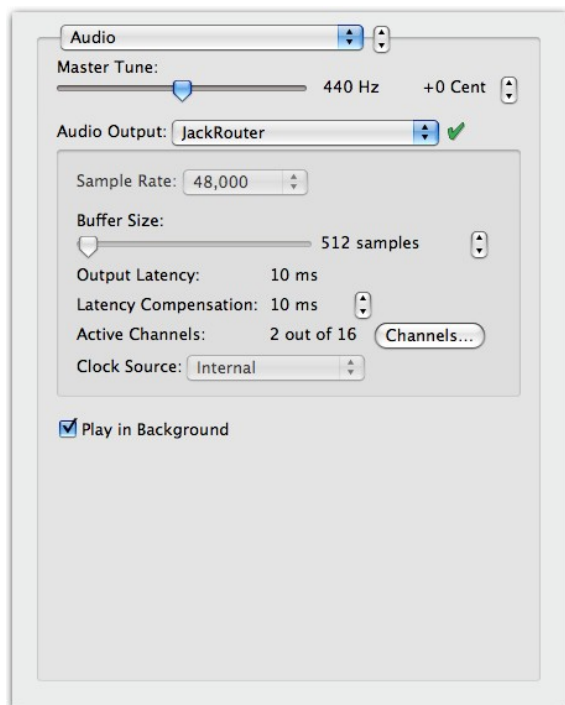 Audio
Master Tune:
440 Hz +0 Cent
Audio Output: JackRouter
Sample Rate: 48,000
Buffer Size:
512 samples
Output Latency: 10 ms
Latency Compensation: 10 ms
Active Channels: 2 out of 16 Channels...
Clock Source: Internal
Play in Background